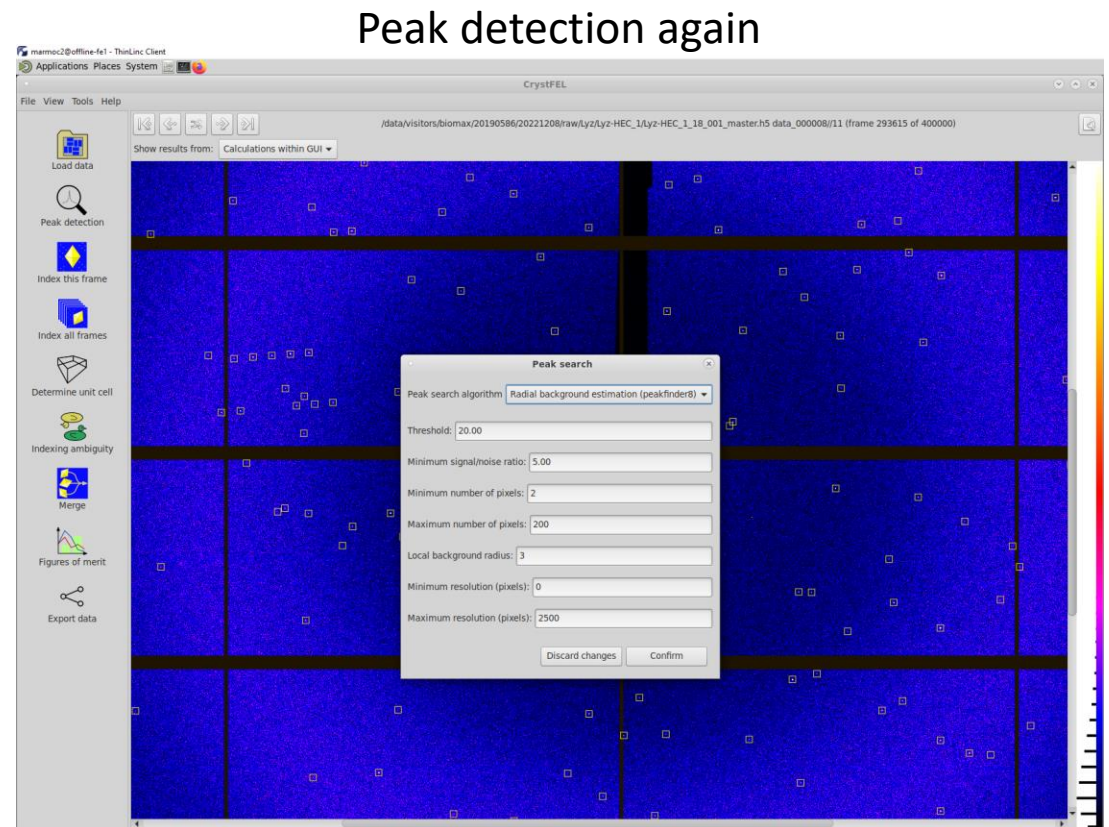 Peak detection again
marmoc2@offline-fe1 - ThinLinc Client
Applications Places System
CrystFEL
File View Tools Help
/data/visitors/biomax/20190586/20221208/raw/Lyz/Lyz-HEC_1/Lyz-HEC_1_18_001_master.h5 data_000008//11 (frame 293615 of 400000)
Show results from: Calculations within GUI
Load data
Peak detection
Index this frame
Index all frames
Determine unit cell
Indexing ambiguity
Merge
Figures of merit
Export data
Peak search
Peak search algorithm Radial background estimation (peakfinder8)
Threshold: 20.00
Minimum signal/noise ratio: 5.00
Minimum number of pixels: 2
Maximum number of pixels: 200
Local background radius: 3
Minimum resolution (pixels): 0
Maximum resolution (pixels): 2500
Discard changes Confirm